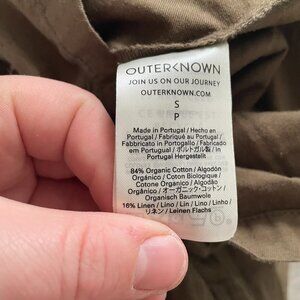 OUTERKNOWN
JOIN US ON OUR JOURNEY
OUTERKNOWN.COM
S
P
Made in Portugal / Hecho en
Portugal / Fabriqué au Portugal /
Fabbricato in Portogallo / Fabricado
em Portugual / ポルトガル製 / In
Portugal Hergestellt
84% Organic Cotton / Algodón
Orgánico / Coton Biologique /
Cotone Organico / Algodão
Orgânico / オーガニック・コットン /
Organisch Baumwole
16% Linen / Lino / Lin / Lino / Linho /
リネン / Leinen Flachs